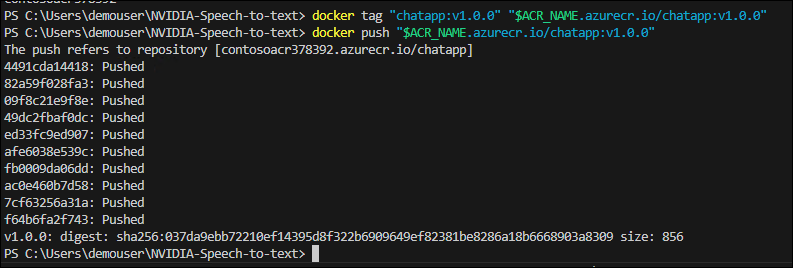 PS C:\Users\demouser\NVIDIA-Speech-to-text> docker tag "chatapp:v1.0.0" "$ACR_NAME.azurecr.io/chatapp:v1.0.0"
PS C:\Users\demouser\NVIDIA-Speech-to-text> docker push "$ACR_NAME.azurecr.io/chatapp:v1.0.0"
The push refers to repository [contosoacr378392.azurecr.io/chatapp]
4491cda14418: Pushed
82a59f028fa3: Pushed
09f8c21e9f8e: Pushed
49dc2fbaf0dc: Pushed
ed33fc9ed907: Pushed
afe6038e539c: Pushed
fb0009da06dd: Pushed
ac0e460b7d58: Pushed
7cf63256a31a: Pushed
f64b6fa2f743: Pushed
v1.0.0: digest: sha256:037da9ebb72210ef14395d8f322b6909649ef82381be8286a18b6668903a8309 size: 856
PS C:\Users\demouser\NVIDIA-Speech-to-text>